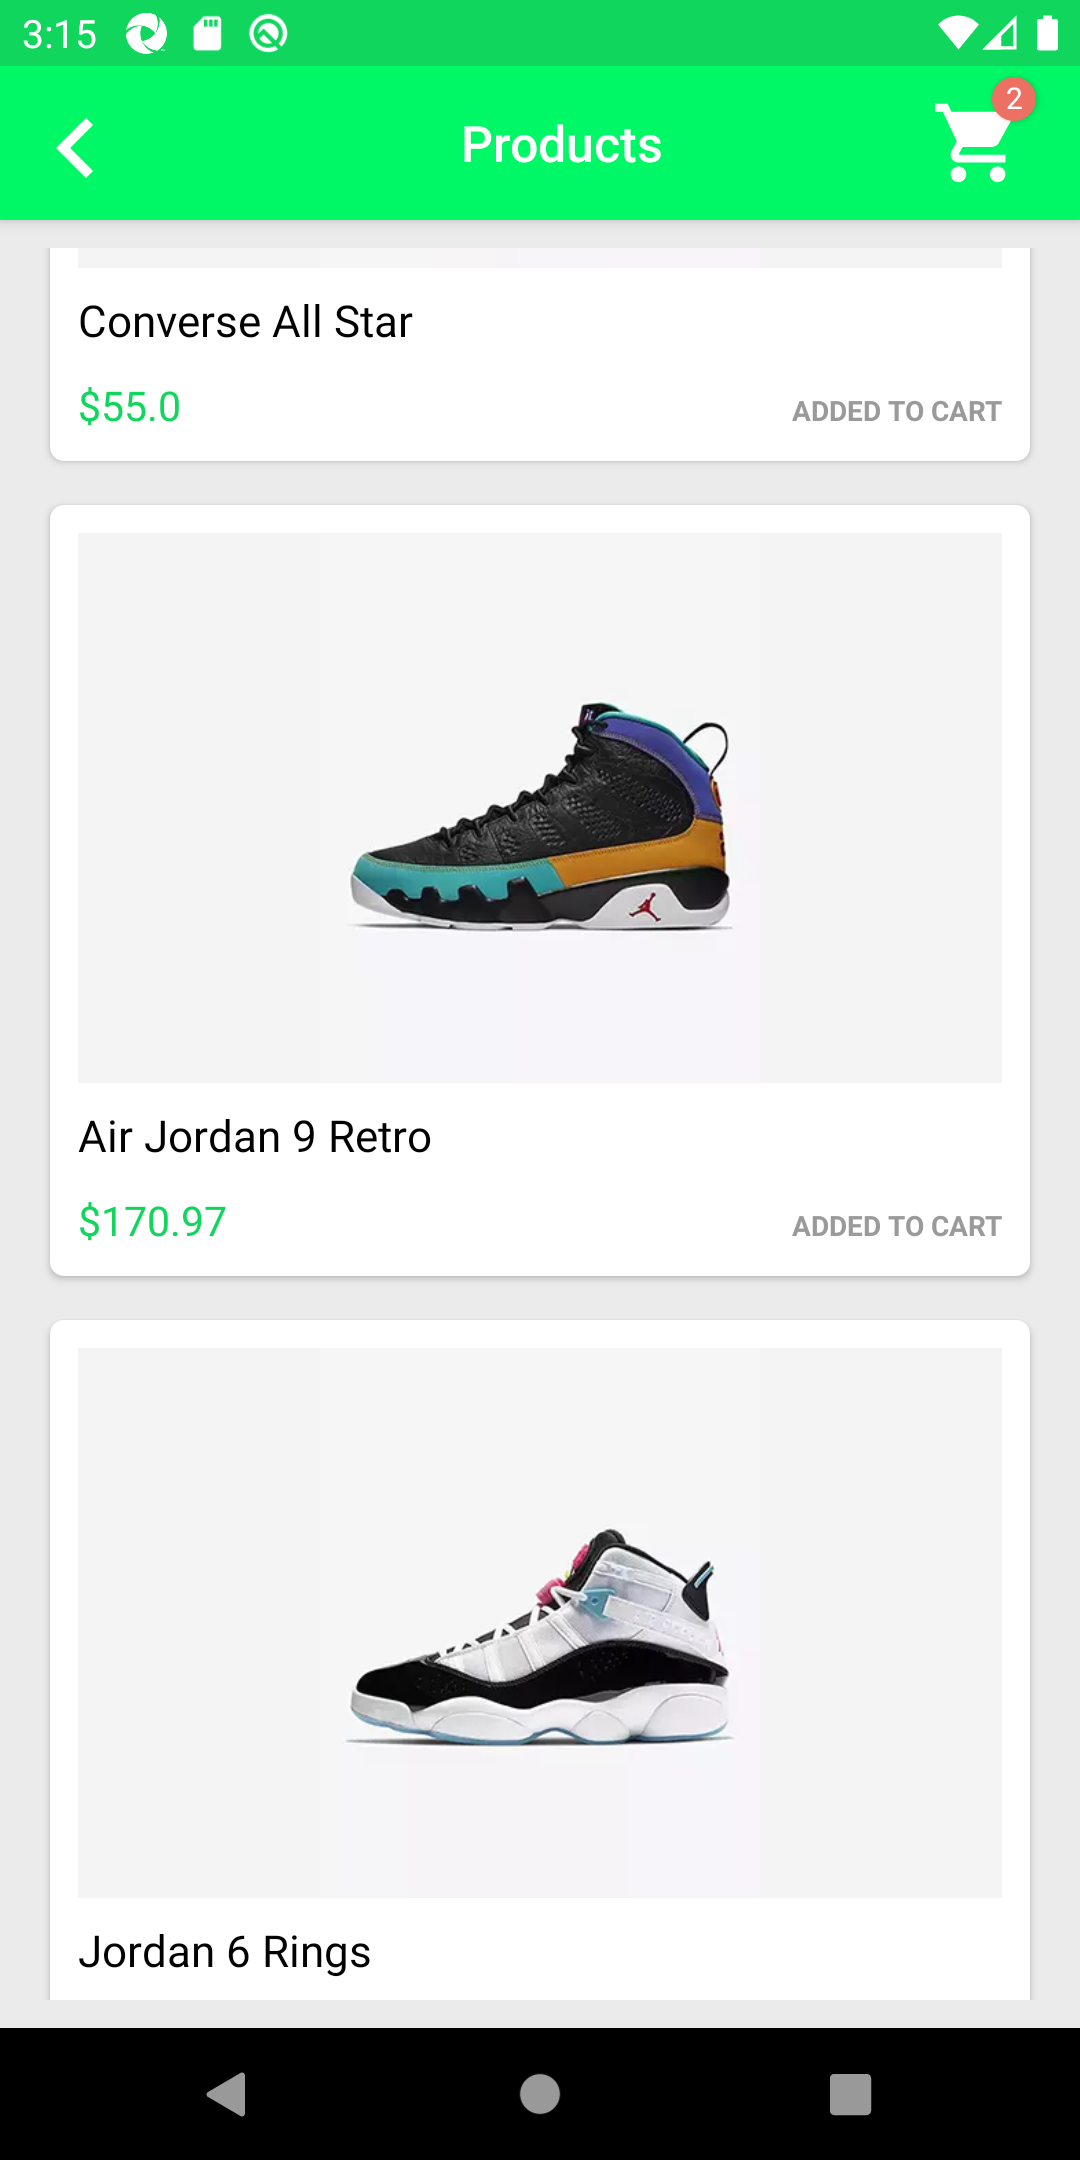 3:15
Products
2
Converse All Star
$55.0
ADDED TO CART
Air Jordan 9 Retro
$170.97
ADDED TO CART
Jordan 6 Rings